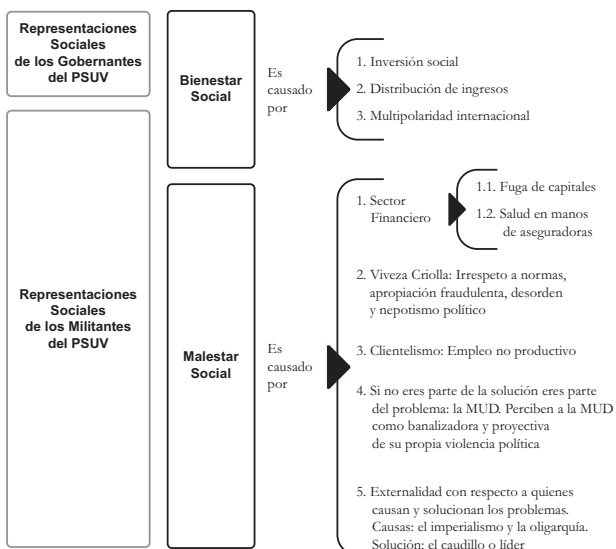 Representaciones
Sociales
de los Gobernantes
del PSUV
Bienestar
Social
Es
causado
por
1. Inversión social
2. Distribución de ingresos
3. Multipolaridad internacional
Representaciones
Sociales
de los Militantes
del PSUV
Malestar
Social
Es
causado
por
1. Sector
Financiero
1.1. Fuga de capitales
1.2. Salud en manos
de aseguradoras
2. Viveza Criolla: Irrespeto a normas,
apropiación fraudulenta, desorden
y nepotismo político
3. Clientelismo: Empleo no productivo
4. Si no eres parte de la solución eres parte
del problema: la MUD. Perciben a la MUD
como banalizadora y proyectiva
de su propia violencia política
5. Externalidad con respecto a quienes
causan y solucionan los problemas.
Causas: el imperialismo y la oligarquía.
Solución: el caudillo o líder